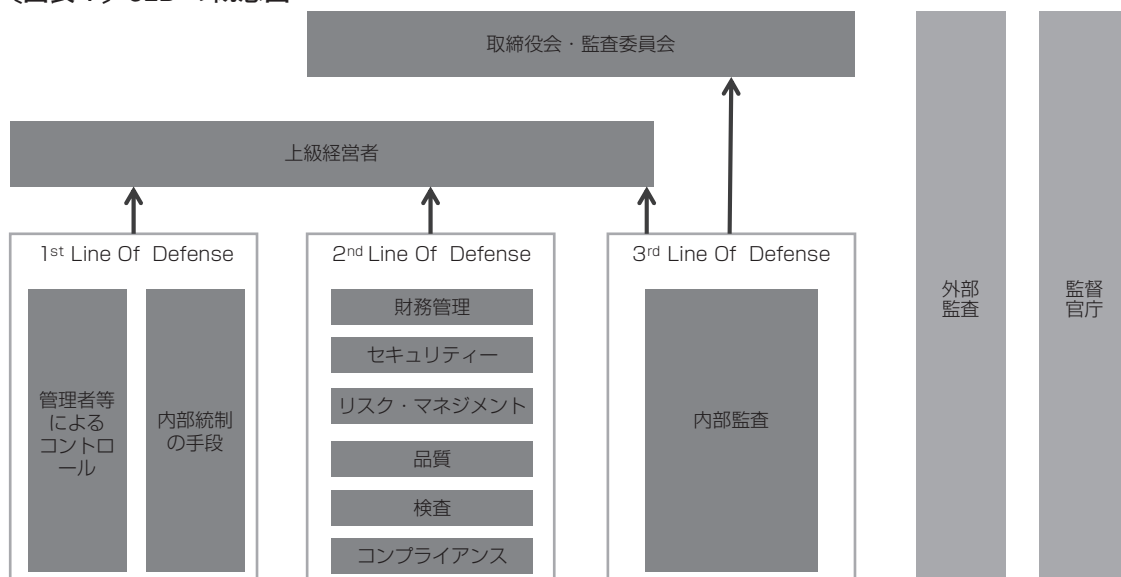 取締役会・監査委員会
上級経営者
1st Line Of Defense
管理者等
による
コントロ
ール
内部統制
の手段
2nd Line Of Defense
財務管理
セキュリティー
リスク・マネジメント
品質
検査
コンプライアンス
3rd Line Of Defense
内部監査
外部
監査
監督
官庁